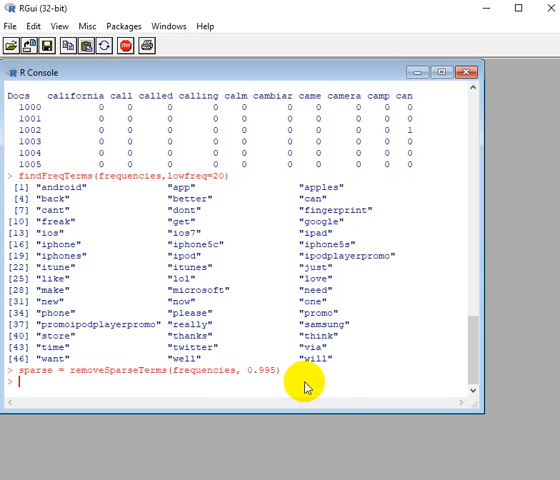 RGui (32-bit)
File Edit View Misc Packages Windows Help
STOP
R Console
Docs california call called calling calm cambiar came camera camp can
1000 0 0 0 0 0 0 0 0 0 0
1001 0 0 0 0 0 0 0 0 0 0
1002 0 0 0 0 0 0 0 0 0 1
1003 0 0 0 0 0 0 0 0 0 0
1004 0 0 0 0 0 0 0 0 0 0
1005 0 0 0 0 0 0 0 0 0 0
> findFreqTerms(frequencies,lowfreq=20)
[1] "android" "app" "apples"
[4] "back" "better" "can"
[7] "cant" "dont" "fingerprint"
[10] "freak" "get" "google"
[13] "ios" "ios7" "ipad"
[16] "iphone" "iphone5c" "iphone5s"
[19] "iphones" "ipod" "ipodplayerpromo"
[22] "itune" "itunes" "just"
[25] "like" "lol" "love"
[28] "make" "microsoft" "need"
[31] "new" "now" "one"
[34] "phone" "please" "promo"
[37] "promoipodplayerpromo" "really" "samsung"
[40] "store" "thanks" "think"
[43] "time" "twitter" "via"
[46] "want" "well" "will"
> sparse = removeSparseTerms(frequencies, 0.995)
>